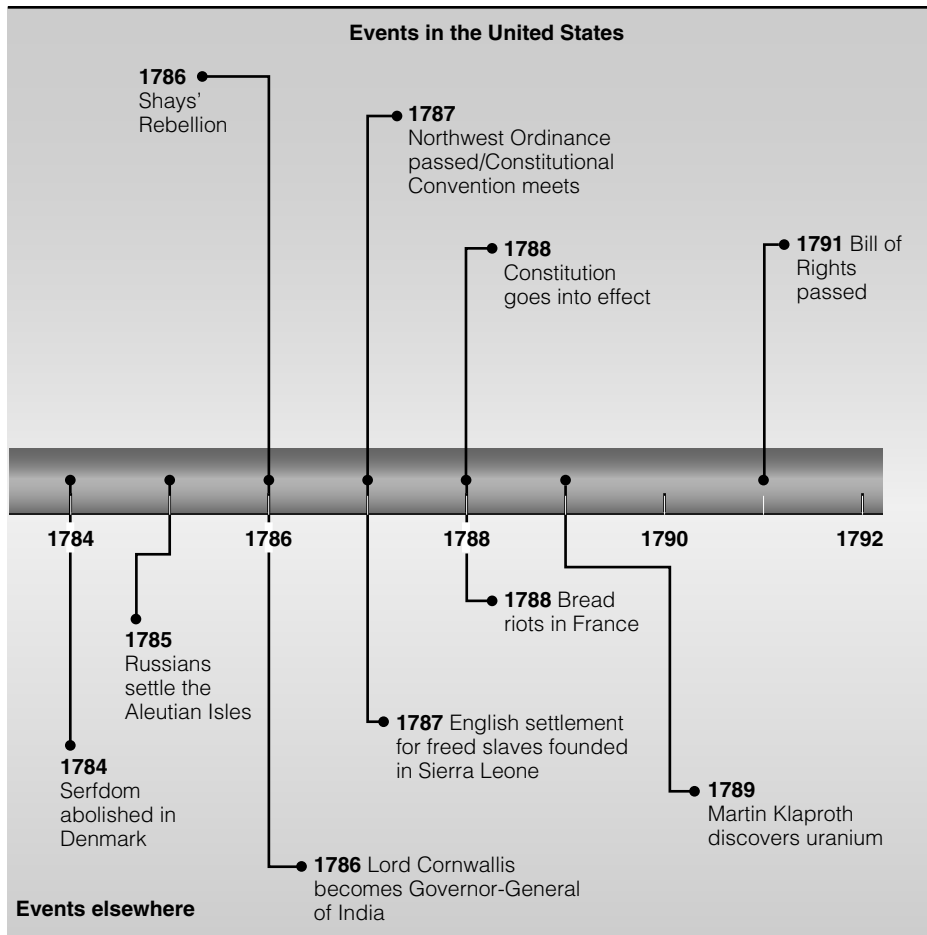 Events in the United States
1786
Shays’
Rebellion
1787
Northwest Ordinance
passed/Constitutional
Convention meets
1788
Constitution
goes into effect
1791 Bill of
Rights
passed
1784
1786
1788
1790
1792
1788 Bread
riots in France
1785
Russians
settle the
Aleutian Isles
1787 English settlement
for freed slaves founded
in Sierra Leone
1784
Serfdom
abolished in
Denmark
1789
Martin Klaproth
discovers uranium
1786 Lord Cornwallis
becomes Governor-General
of India
Events elsewhere